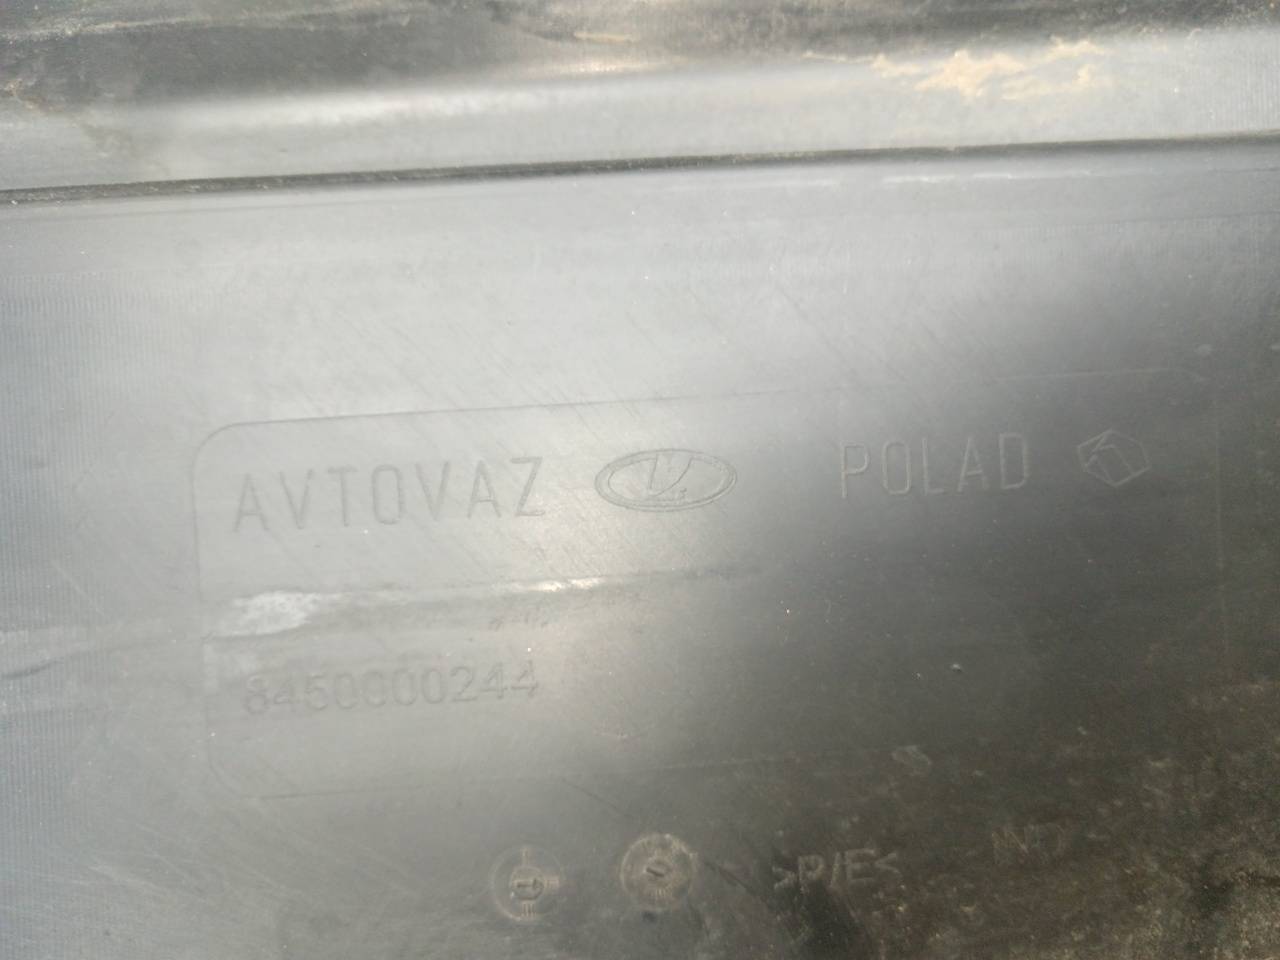 AVTOVAZ POLAD
8450000244
>P/E<